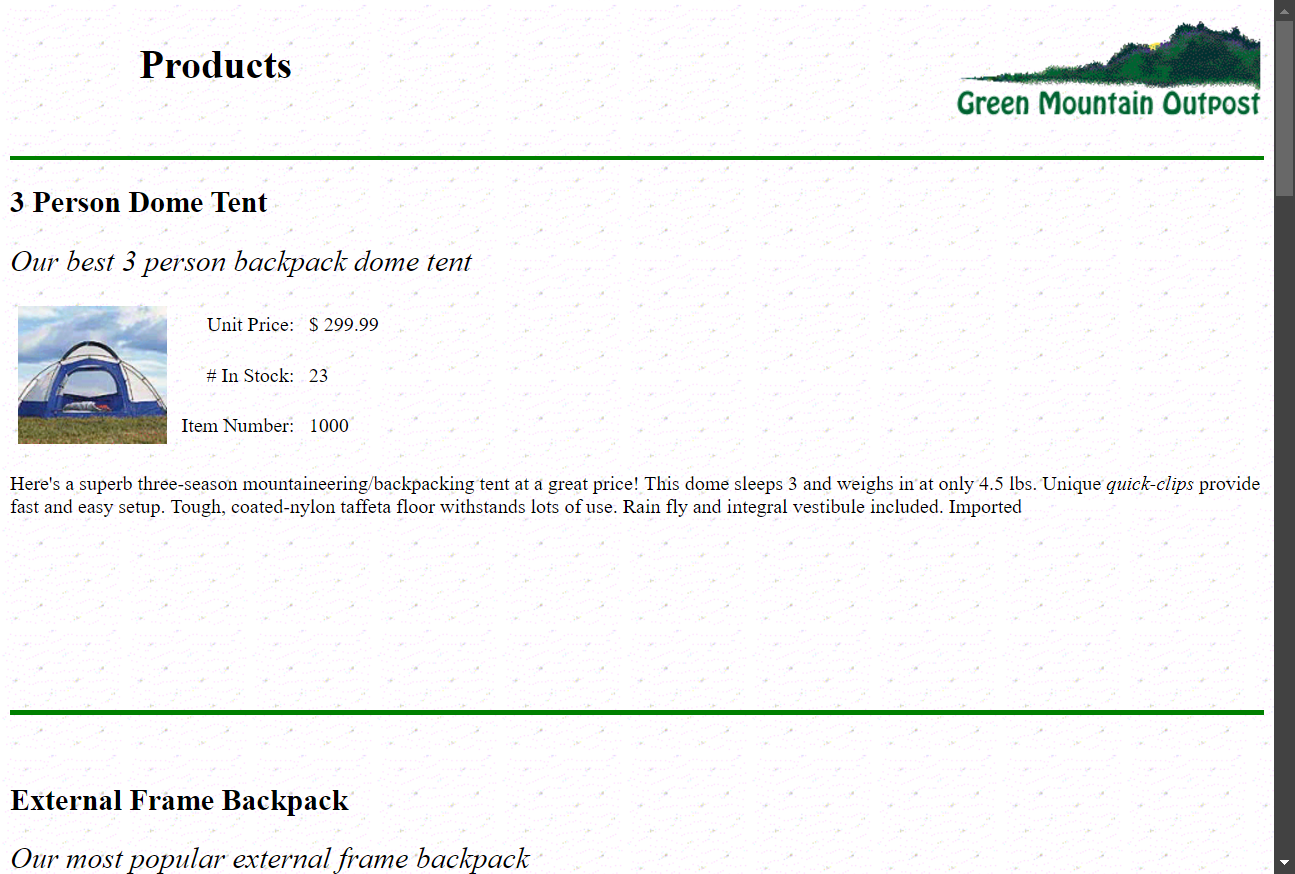 Products
Green Mountain Outpost
3 Person Dome Tent
Our best 3 person backpack dome tent
Unit Price: $ 299.99
# In Stock: 23
Item Number: 1000
Here's a superb three-season mountaineering/backpacking tent at a great price! This dome sleeps 3 and weighs in at only 4.5 lbs. Unique quick-clips provide
fast and easy setup. Tough, coated-nylon taffeta floor withstands lots of use. Rain fly and integral vestibule included. Imported
External Frame Backpack
Our most popular external frame backpack